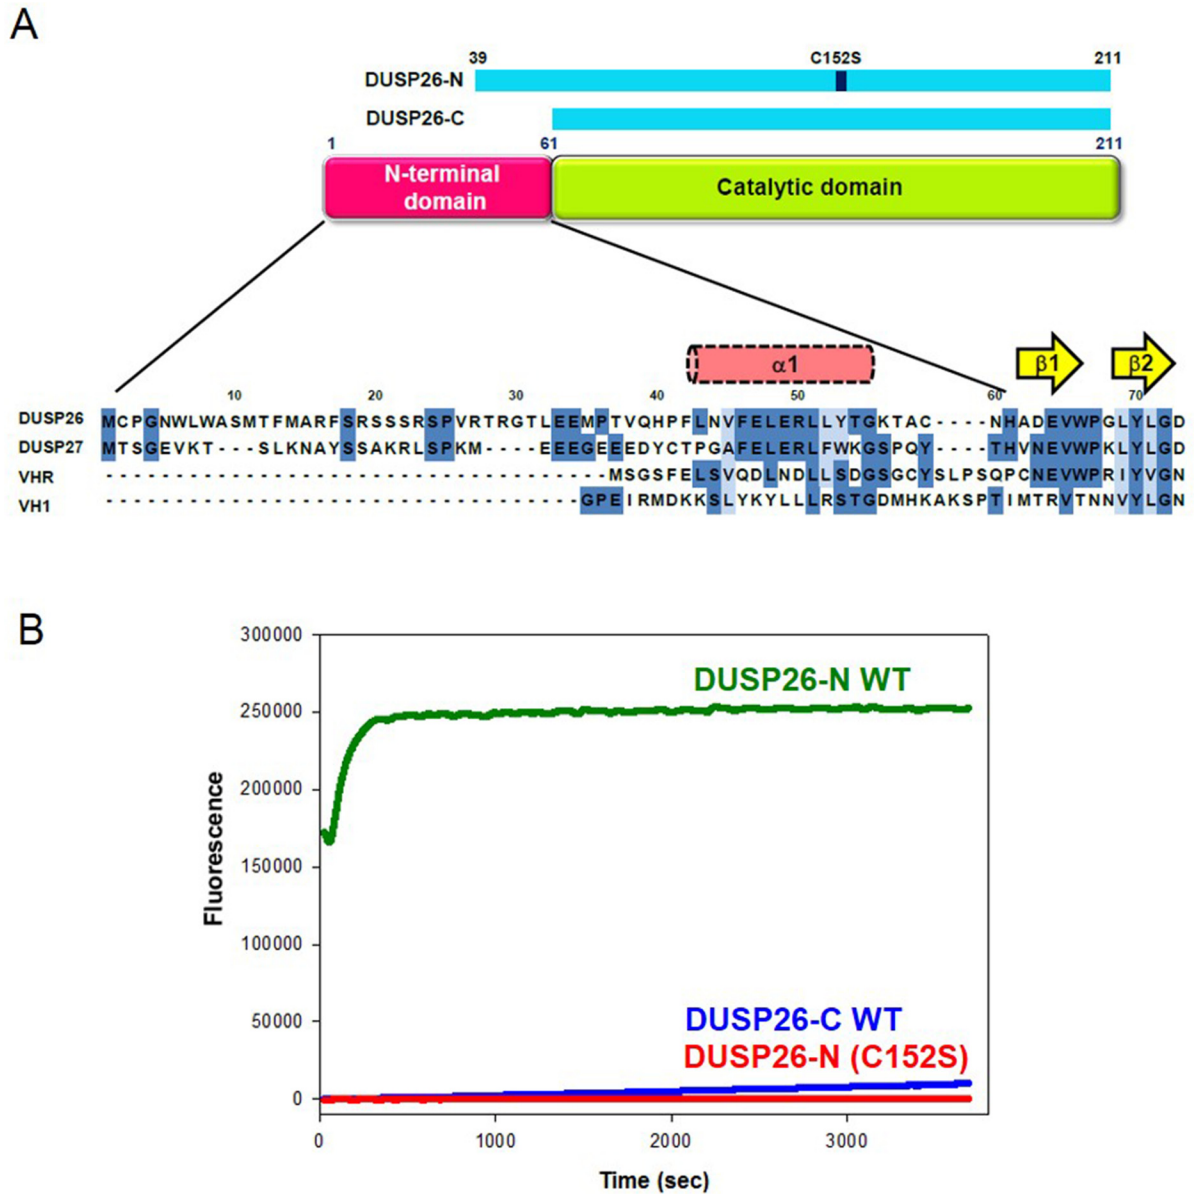 A
39 C152S 211
DUSP26-N
DUSP26-C
1 61 211
N-terminal domain
Catalytic domain
α1 β1 β2
10 20 30 40 50 60 70
DUSP26 MCPGNWLWASMTFMARFSRSSSRSPVRTRGTLEEMPTVQHPFLNVFELERLLYTGKTAC----NHADEVWPGLYLGD
DUSP27 MTSGEVKT---SLKNAYSSAKRLSPKM----EEEGEEEDYCTPGAFELERLFWKGSPQY----THVNEVWPKLYLGD
VHR ------------------------------------MSGSFELSVQDLNDLLSDGSGCYSLPSQPCNEVWPRIYVGN
VH1 ----------------------------------GPEIRMDKKSLYKYLLLRSTGDMHKAKSPTIMTRVTNNVYLGN
B
300000
250000
200000
150000
100000
50000
0
Fluorescence
DUSP26-N WT
DUSP26-C WT
DUSP26-N (C152S)
0 1000 2000 3000
Time (sec)